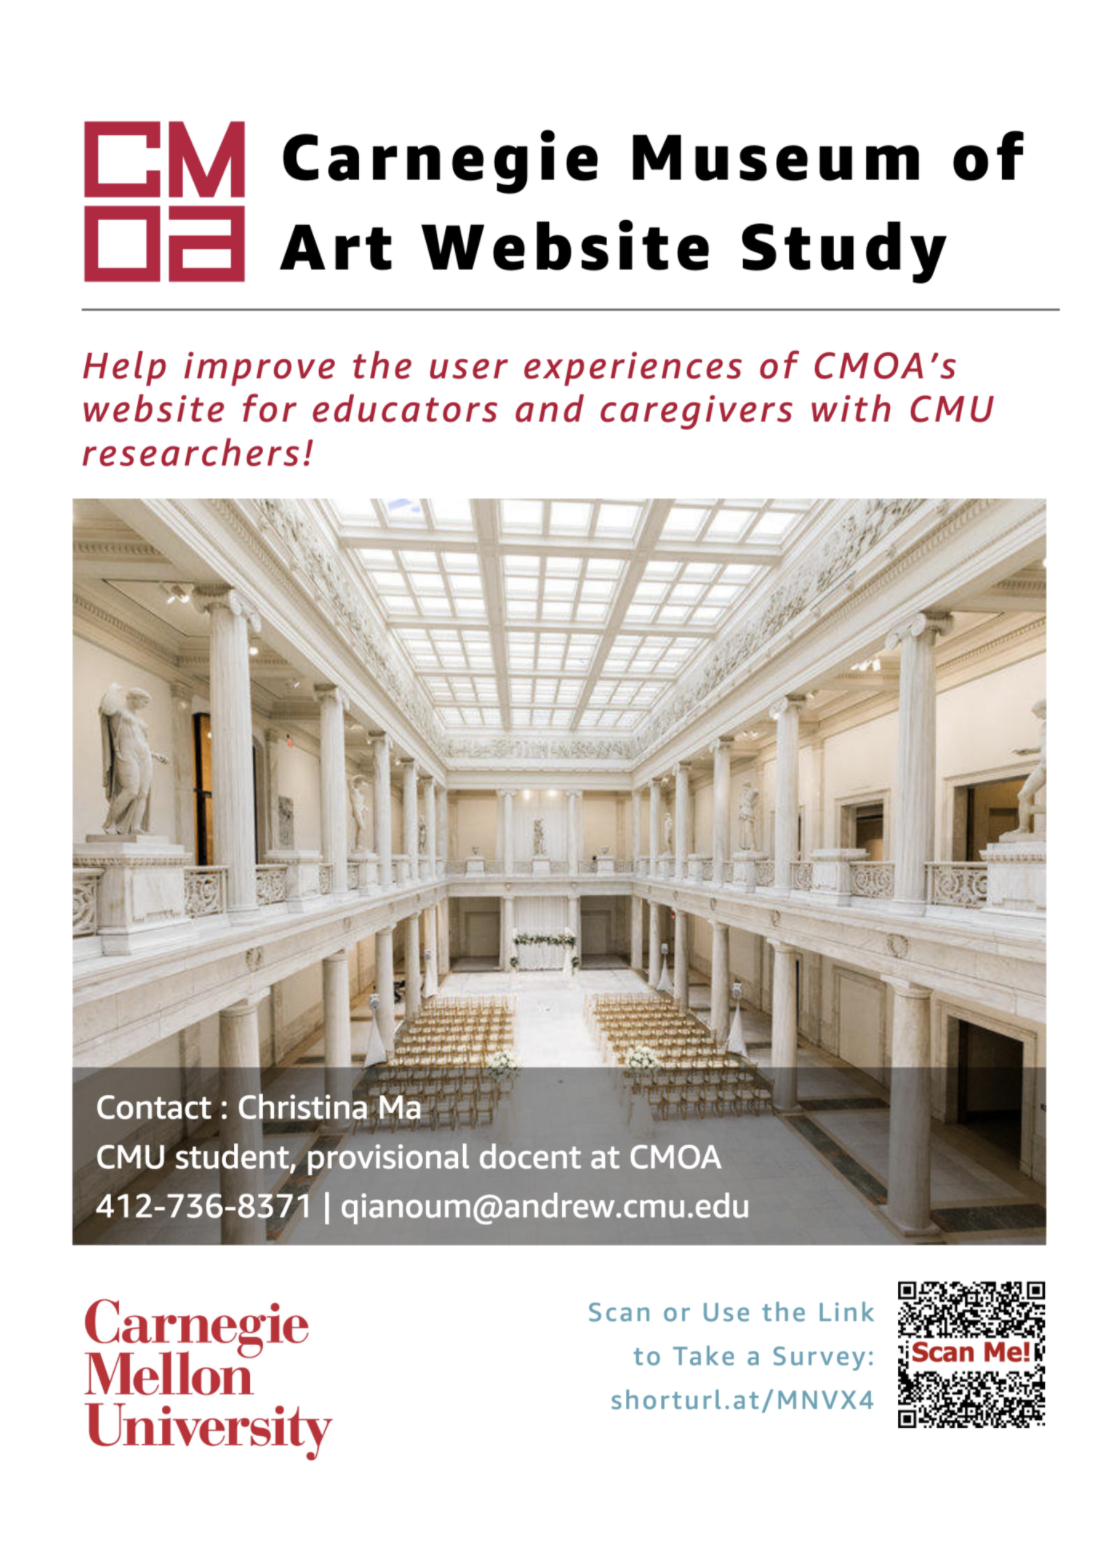 CM
OA
Carnegie Museum of
Art Website Study
Help improve the user experiences of CMOA's
website for educators and caregivers with CMU
researchers!
Contact : Christina Ma
CMU student, provisional docent at CMOA
412-736-8371 | qianoum@andrew.cmu.edu
Carnegie
Mellon
University
Scan or Use the Link
to Take a Survey:
shorturl.at/MNVX4
Scan Me!